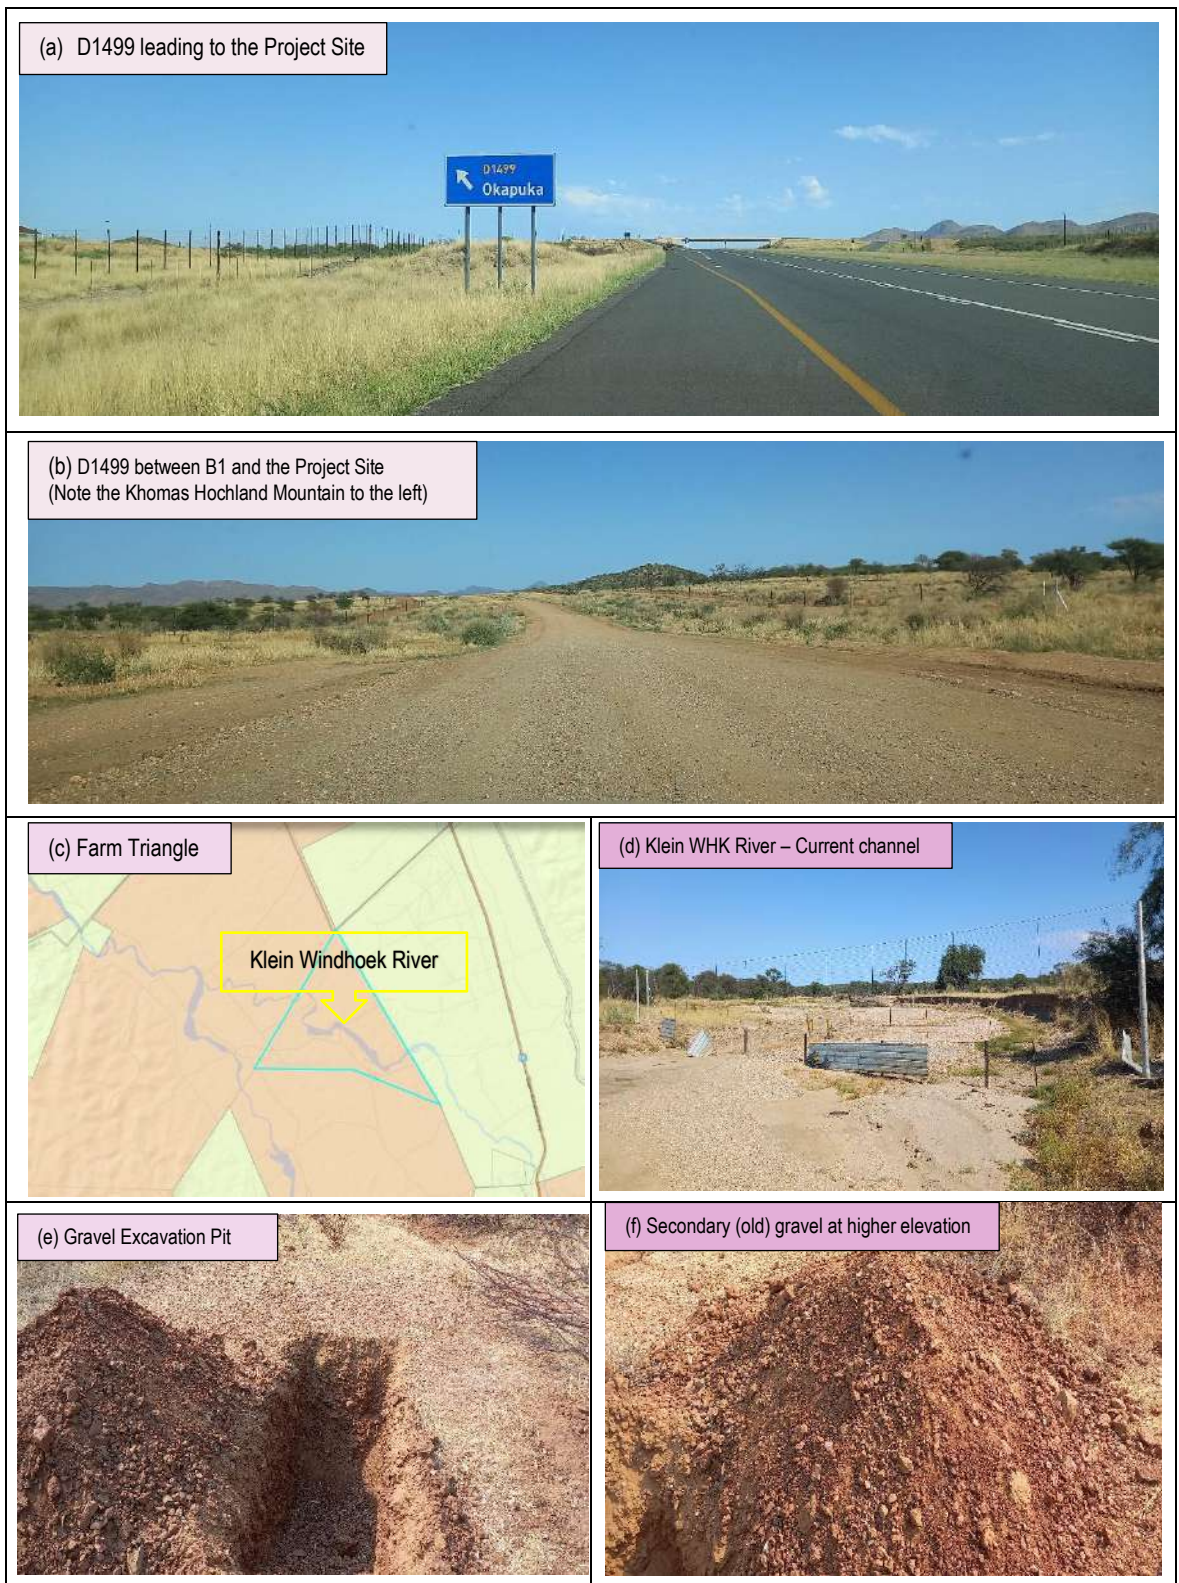 (a) D1499 leading to the Project Site
D1499
Okapuka
(b) D1499 between B1 and the Project Site
(Note the Khomas Hochland Mountain to the left)
(c) Farm Triangle
Klein Windhoek River
(d) Klein WHK River – Current channel
(e) Gravel Excavation Pit
(f) Secondary (old) gravel at higher elevation